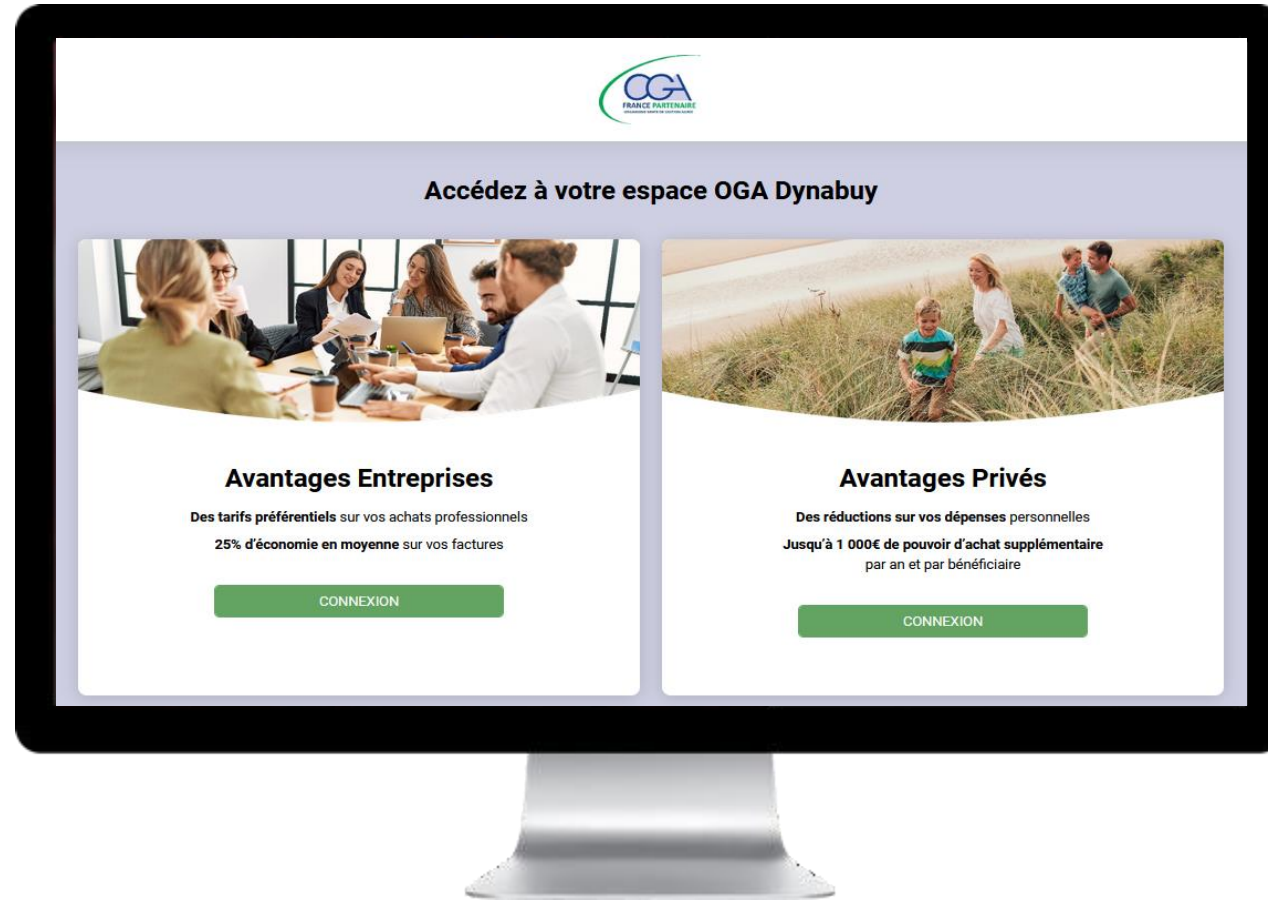 OGA
FRANCE PARTENAIRE
Accédez à votre espace OGA Dynabuy
Avantages Entreprises
Des tarifs préférentiels sur vos achats professionnels
25% d'économie en moyenne sur vos factures
CONNEXION
Avantages Privés
Des réductions sur vos dépenses personnelles
Jusqu'à 1 000€ de pouvoir d'achat supplémentaire
par an et par bénéficiaire
CONNEXION